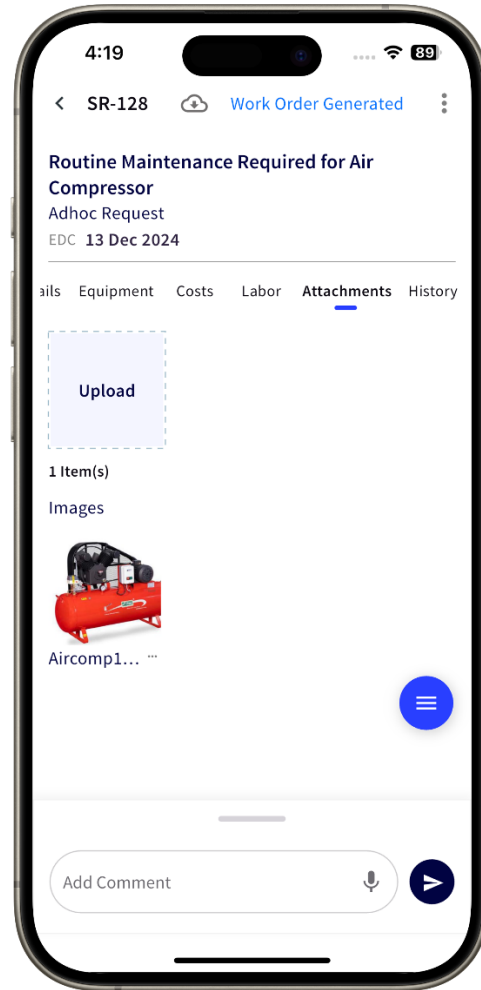 4:19
89
SR-128
Work Order Generated
Routine Maintenance Required for Air
Compressor
Adhoc Request
EDC 13 Dec 2024
ails Equipment Costs Labor Attachments History
Upload
1 Item(s)
Images
Aircomp1... ...
Add Comment